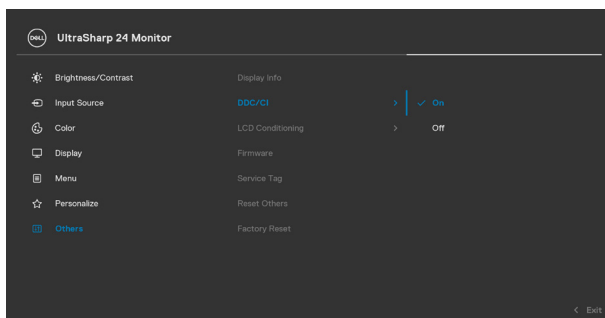 DELL UltraSharp 24 Monitor
Brightness/Contrast Display Info
Input Source DDC/CI > ✓ On
Color LCD Conditioning > Off
Display Firmware
Menu Service Tag
Personalize Reset Others
Others Factory Reset
< Exit